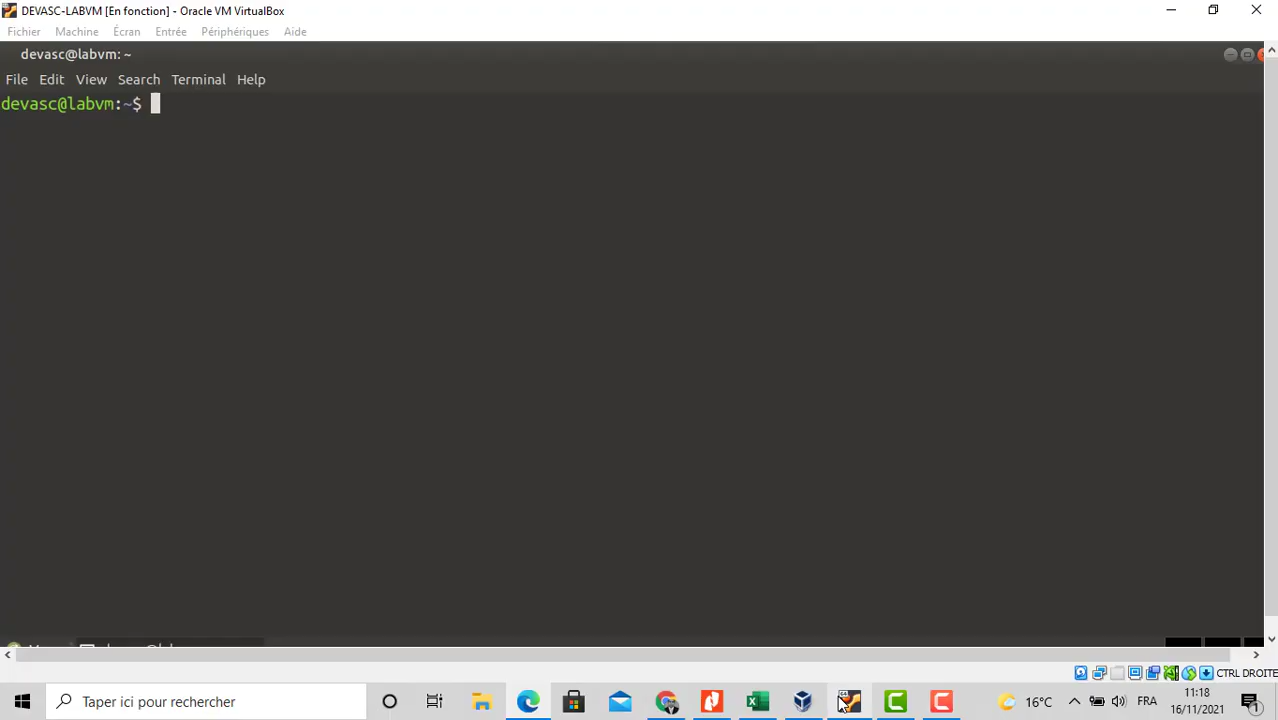 DEVASC-LABVM [En fonction] - Oracle VM VirtualBox
Fichier Machine Écran Entrée Périphériques Aide
devasc@labvm: ~
File Edit View Search Terminal Help
devasc@labvm:~$
CTRL DROITE
Taper ici pour rechercher
16°C
FRA
11:18
16/11/2021
1